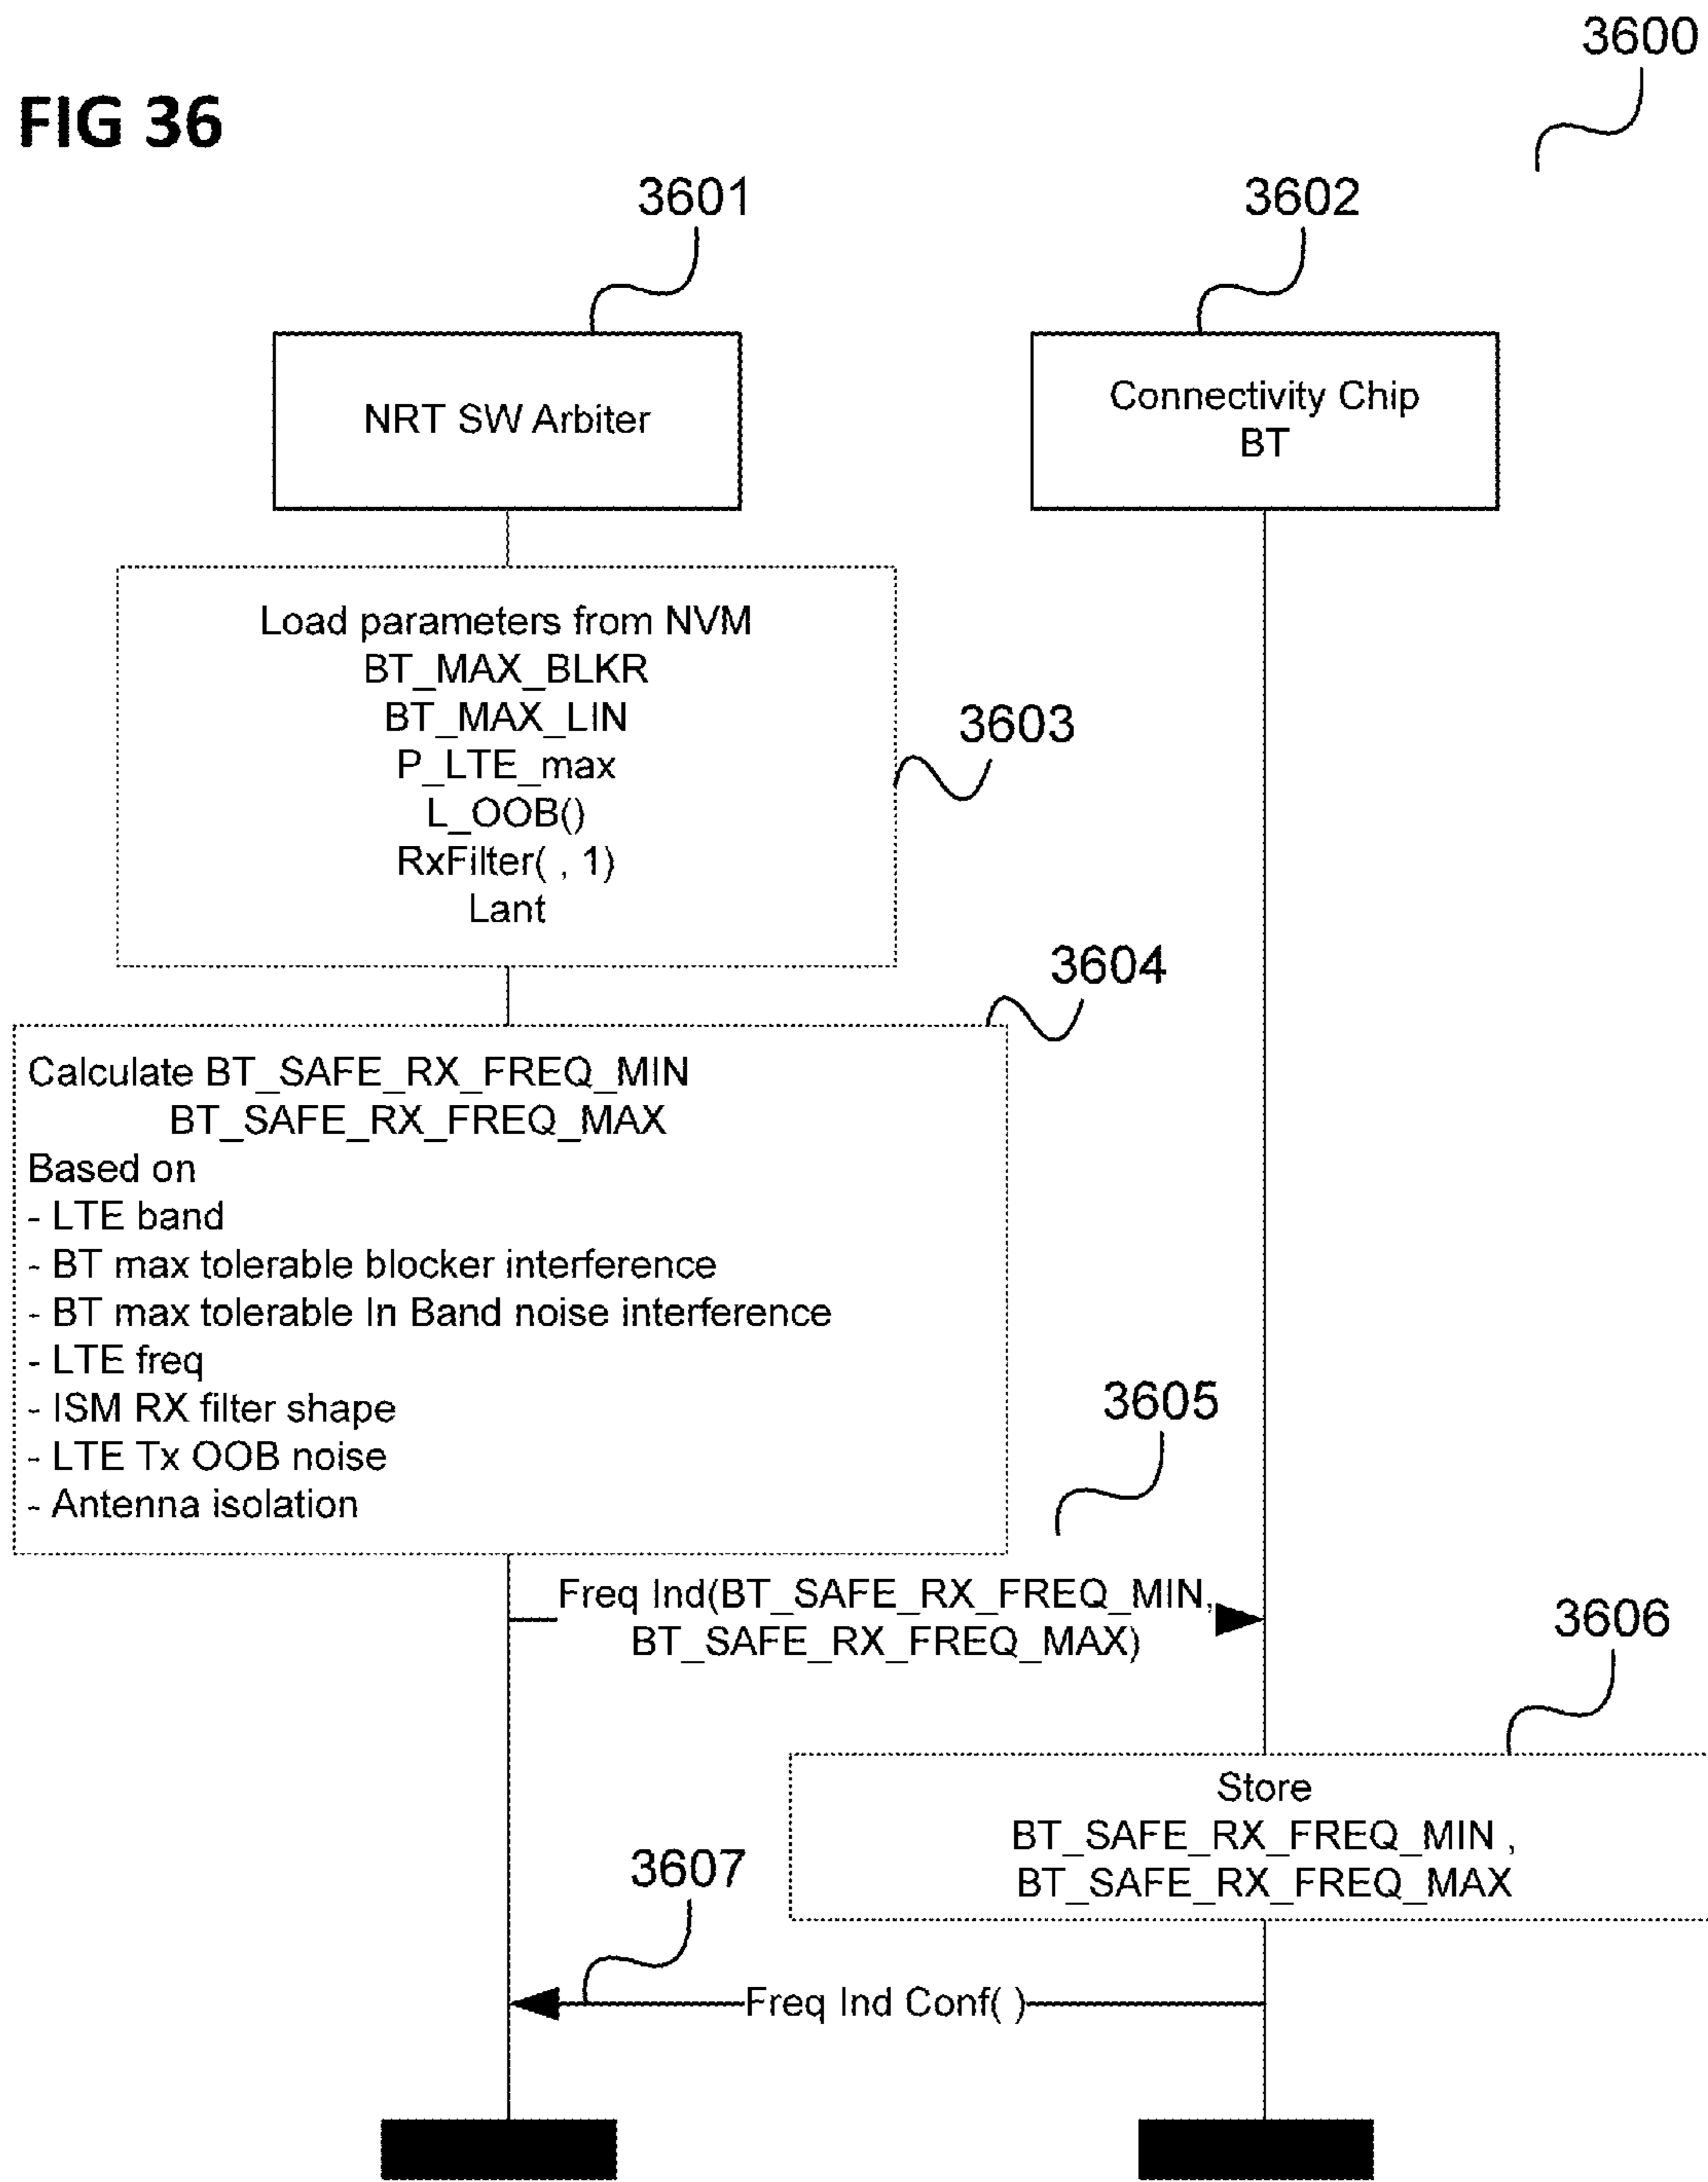 3600
FIG 36
3601
3602
NRT SW Arbiter
Connectivity Chip
BT
Load parameters from NVM
BT_MAX_BLKR
BT_MAX_LIN
P_LTE_max
L_OOB()
RxFilter( , 1)
Lant
3603
3604
Calculate BT_SAFE_RX_FREQ_MIN
BT_SAFE_RX_FREQ_MAX
Based on
- LTE band
- BT max tolerable blocker interference
- BT max tolerable In Band noise interference
- LTE freq
- ISM RX filter shape
- LTE Tx OOB noise
- Antenna isolation
3605
Freq Ind(BT_SAFE_RX_FREQ_MIN,
BT_SAFE_RX_FREQ_MAX)
3606
Store
BT_SAFE_RX_FREQ_MIN ,
BT_SAFE_RX_FREQ_MAX
3607
Freq Ind Conf( )